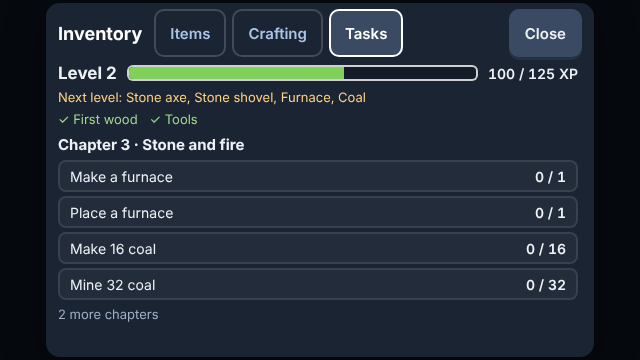 Inventory Items Crafting Tasks Close
Level 2 100 / 125 XP
Next level: Stone axe, Stone shovel, Furnace, Coal
✓ First wood ✓ Tools
Chapter 3 · Stone and fire
Make a furnace 0 / 1
Place a furnace 0 / 1
Make 16 coal 0 / 16
Mine 32 coal 0 / 32
2 more chapters